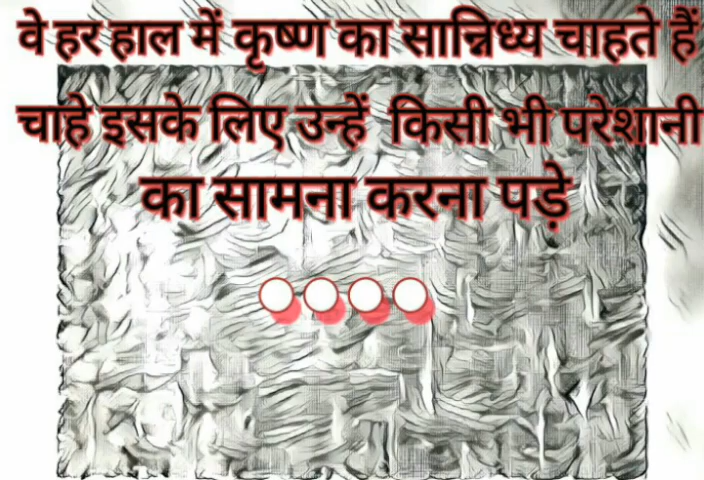 वे हर हाल में कृष्ण का सान्निध्य चाहते हैं
चाहे इसके लिए उन्हें किसी भी परेशानी
का सामना करना पड़े